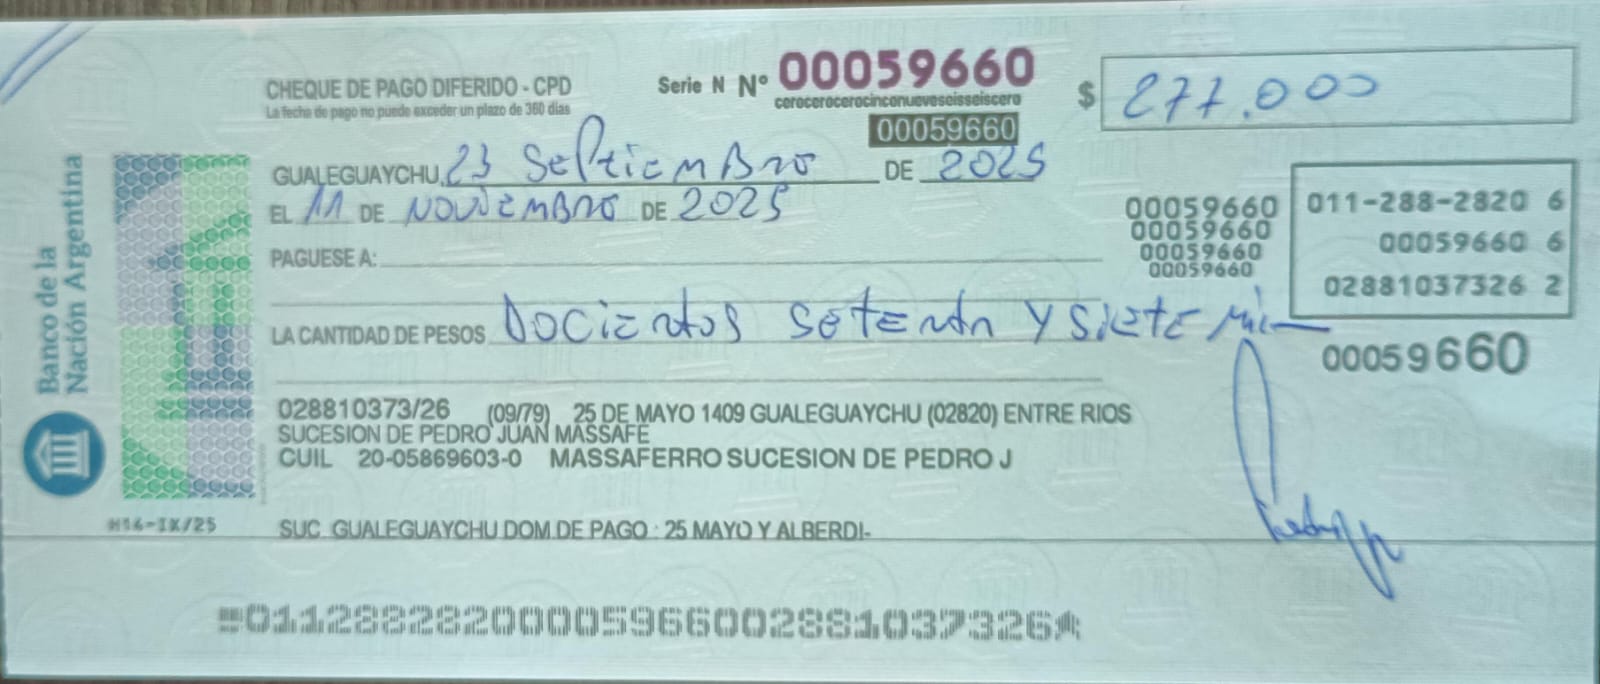 CHEQUE DE PAGO DIFERIDO - CPD
La fecha de pago no puede exceder un plazo de 360 días
Serie N Nº 00059660
cerocerocerocinconueveseisseiscero
00059660
$ 277.000
GUALEGUAYCHU, 23 Septiembre DE 2025
EL 11 DE Noviembre DE 2025
PAGUESE A:
00059660
00059660
00059660
00059660
011-288-2820 6
00059660 6
02881037326 2
LA CANTIDAD DE PESOS Docientos setenta y siete mil
00059660
Banco de la
Nación Argentina
028810373/26 (09/79) 25 DE MAYO 1409 GUALEGUAYCHU (02820) ENTRE RIOS
SUCESION DE PEDRO JUAN MASSAFE
CUIL 20-05869603-0 MASSAFERRO SUCESION DE PEDRO J
H14-IX/25
SUC GUALEGUAYCHU DOM DE PAGO : 25 MAYO Y ALBERDI-
01128828200005966002881037326